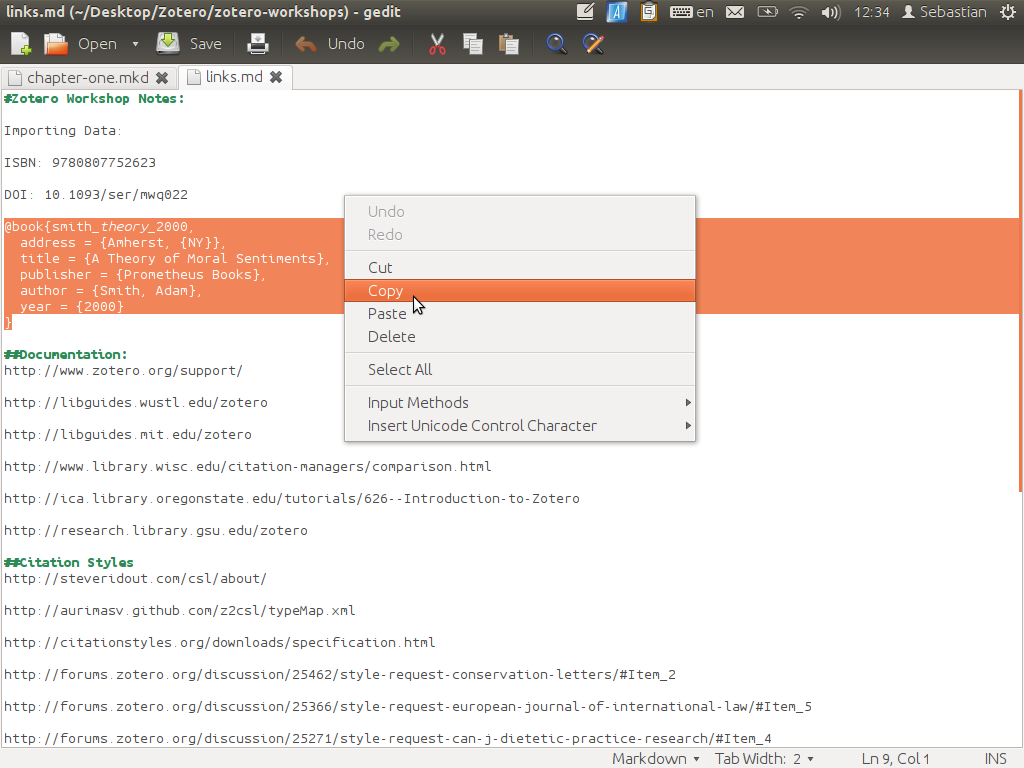 links.md (~/Desktop/Zotero/zotero-workshops) - gedit
en
12:34
Sebastian
Open
Save
Undo
chapter-one.mkd
links.md
#Zotero Workshop Notes:
Importing Data:
ISBN: 9780807752623
DOI: 10.1093/ser/mwq022
@book{smith_theory_2000,
address = {Amherst, {NY}},
title = {A Theory of Moral Sentiments},
publisher = {Prometheus Books},
author = {Smith, Adam},
year = {2000}
}
Undo
Redo
Cut
Copy
Paste
Delete
Select All
Input Methods
Insert Unicode Control Character
##Documentation:
http://www.zotero.org/support/
http://libguides.wustl.edu/zotero
http://libguides.mit.edu/zotero
http://www.library.wisc.edu/citation-managers/comparison.html
http://ica.library.oregonstate.edu/tutorials/626--Introduction-to-Zotero
http://research.library.gsu.edu/zotero
##Citation Styles
http://steveridout.com/csl/about/
http://aurimasv.github.com/z2csl/typeMap.xml
http://citationstyles.org/downloads/specification.html
http://forums.zotero.org/discussion/25462/style-request-conservation-letters/#Item_2
http://forums.zotero.org/discussion/25366/style-request-european-journal-of-international-law/#Item_5
http://forums.zotero.org/discussion/25271/style-request-can-j-dietetic-practice-research/#Item_4
Markdown
Tab Width: 2
Ln 9, Col 1
INS